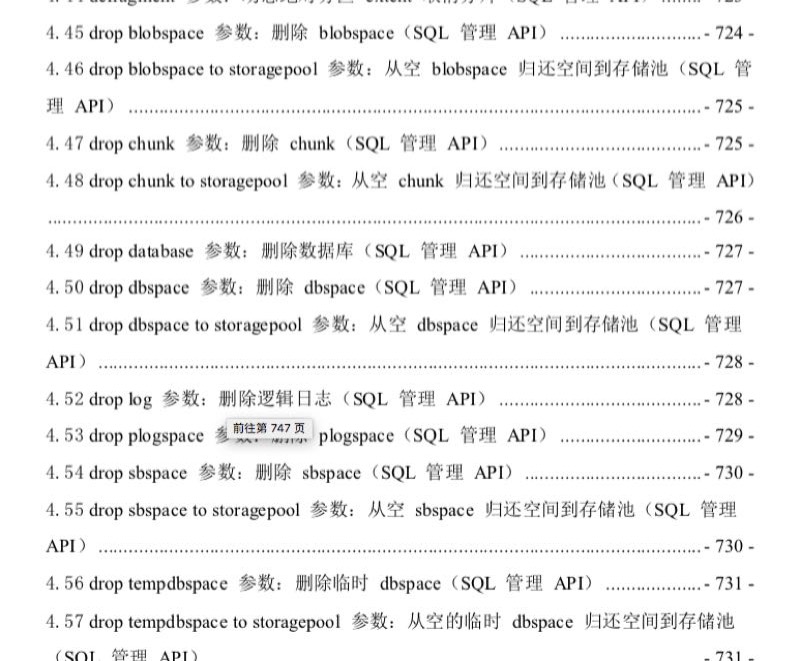 4.45 drop blobspace 参数：删除 blobspace（SQL 管理 API） ........................ - 724 -
4.46 drop blobspace to storagepool 参数：从空 blobspace 归还空间到存储池（SQL 管
理 API） ........................ - 725 -
4.47 drop chunk 参数：删除 chunk（SQL 管理 API） ........................ - 725 -
4.48 drop chunk to storagepool 参数：从空 chunk 归还空间到存储池（SQL 管理 API）
........................ - 726 -
4.49 drop database 参数：删除数据库（SQL 管理 API） ........................ - 727 -
4.50 drop dbspace 参数：删除 dbspace（SQL 管理 API） ........................ - 727 -
4.51 drop dbspace to storagepool 参数：从空 dbspace 归还空间到存储池（SQL 管理
API） ........................ - 728 -
4.52 drop log 参数：删除逻辑日志（SQL 管理 API） ........................ - 728 -
前往第 747 页
4.53 drop plogspace plogspace（SQL 管理 API） ........................ - 729 -
4.54 drop sbspace 参数：删除 sbspace（SQL 管理 API） ........................ - 730 -
4.55 drop sbspace to storagepool 参数：从空 sbspace 归还空间到存储池（SQL 管理
API） ........................ - 730 -
4.56 drop tempdbspace 参数：删除临时 dbspace（SQL 管理 API） ........................ - 731 -
4.57 drop tempdbspace to storagepool 参数：从空的临时 dbspace 归还空间到存储池
（SQL 管理 API） ........................ - 731 -